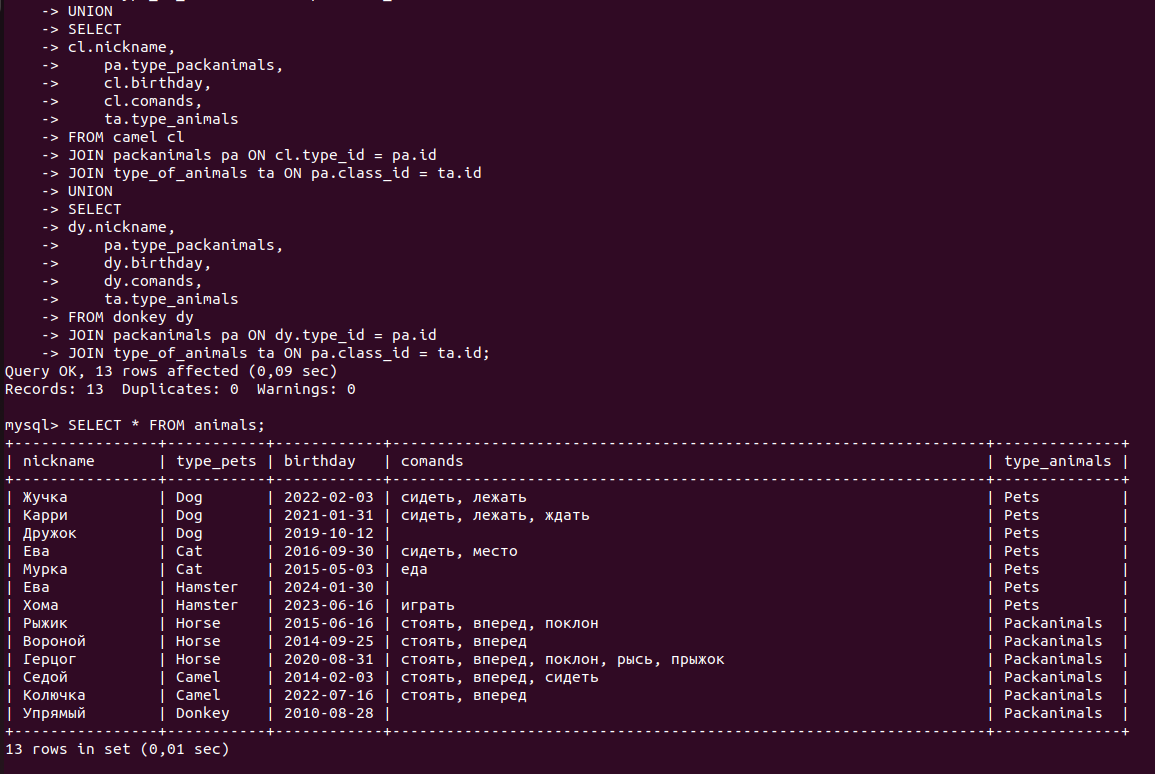 -> UNION
    -> SELECT
    -> cl.nickname,
    ->     pa.type_packanimals,
    ->     cl.birthday,
    ->     cl.comands,
    ->     ta.type_animals
    -> FROM camel cl
    -> JOIN packanimals pa ON cl.type_id = pa.id
    -> JOIN type_of_animals ta ON pa.class_id = ta.id
    -> UNION
    -> SELECT
    -> dy.nickname,
    ->     pa.type_packanimals,
    ->     dy.birthday,
    ->     dy.comands,
    ->     ta.type_animals
    -> FROM donkey dy
    -> JOIN packanimals pa ON dy.type_id = pa.id
    -> JOIN type_of_animals ta ON pa.class_id = ta.id;
Query OK, 13 rows affected (0,09 sec)
Records: 13  Duplicates: 0  Warnings: 0
mysql> SELECT * FROM animals;
+----------------+-----------+------------+------------------------------------------------------------------+--------------+
| nickname       | type_pets | birthday   | comands                                                          | type_animals |
+----------------+-----------+------------+------------------------------------------------------------------+--------------+
| Жучка          | Dog       | 2022-02-03 | сидеть, лежать                                                   | Pets         |
| Карри          | Dog       | 2021-01-31 | сидеть, лежать, ждать                                            | Pets         |
| Дружок         | Dog       | 2019-10-12 |                                                                  | Pets         |
| Ева            | Cat       | 2016-09-30 | сидеть, место                                                    | Pets         |
| Мурка          | Cat       | 2015-05-03 | еда                                                              | Pets         |
| Ева            | Hamster   | 2024-01-30 |                                                                  | Pets         |
| Хома           | Hamster   | 2023-06-16 | играть                                                           | Pets         |
| Рыжик          | Horse     | 2015-06-16 | стоять, вперед, поклон                                           | Packanimals  |
| Вороной        | Horse     | 2014-09-25 | стоять, вперед                                                   | Packanimals  |
| Герцог         | Horse     | 2020-08-31 | стоять, вперед, поклон, рысь, прыжок                             | Packanimals  |
| Седой          | Camel     | 2014-02-03 | стоять, вперед, сидеть                                           | Packanimals  |
| Колючка        | Camel     | 2022-07-16 | стоять, вперед                                                   | Packanimals  |
| Упрямый        | Donkey    | 2010-08-28 |                                                                  | Packanimals  |
+----------------+-----------+------------+------------------------------------------------------------------+--------------+
13 rows in set (0,01 sec)